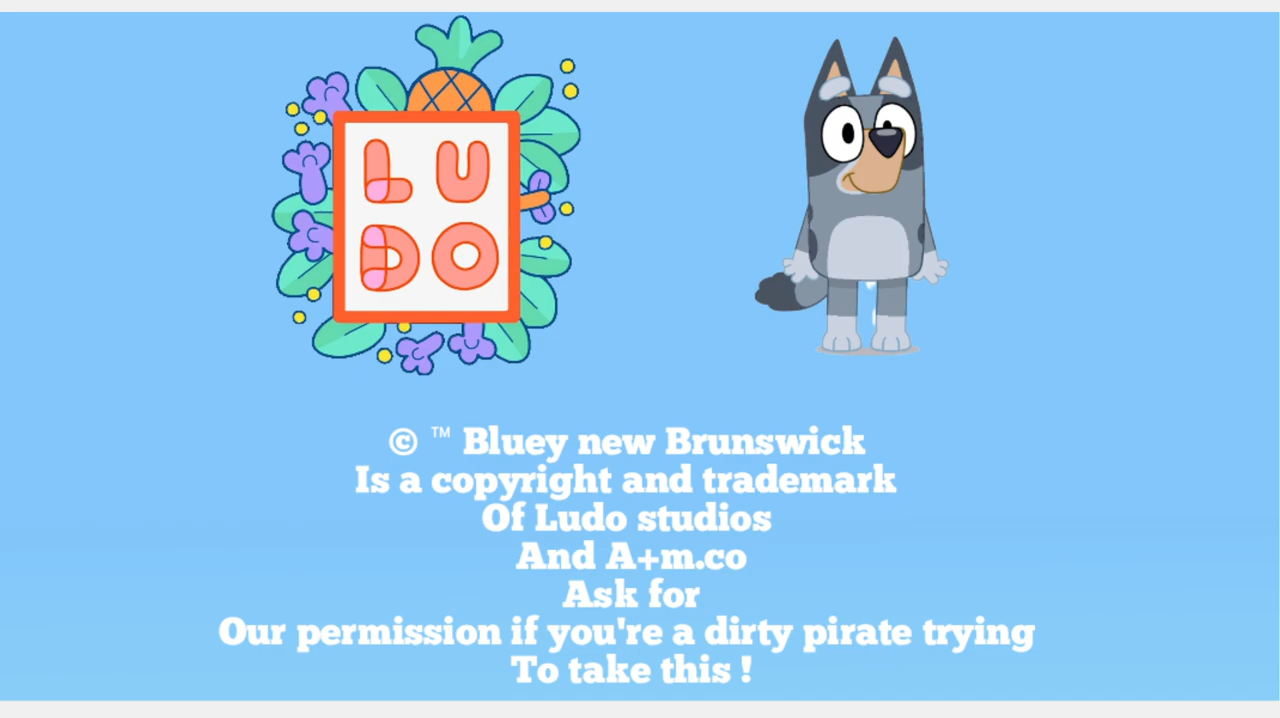 LU
DO
© ™ Bluey new Brunswick
Is a copyright and trademark
Of Ludo studios
And A+m.co
Ask for
Our permission if you're a dirty pirate trying
To take this !